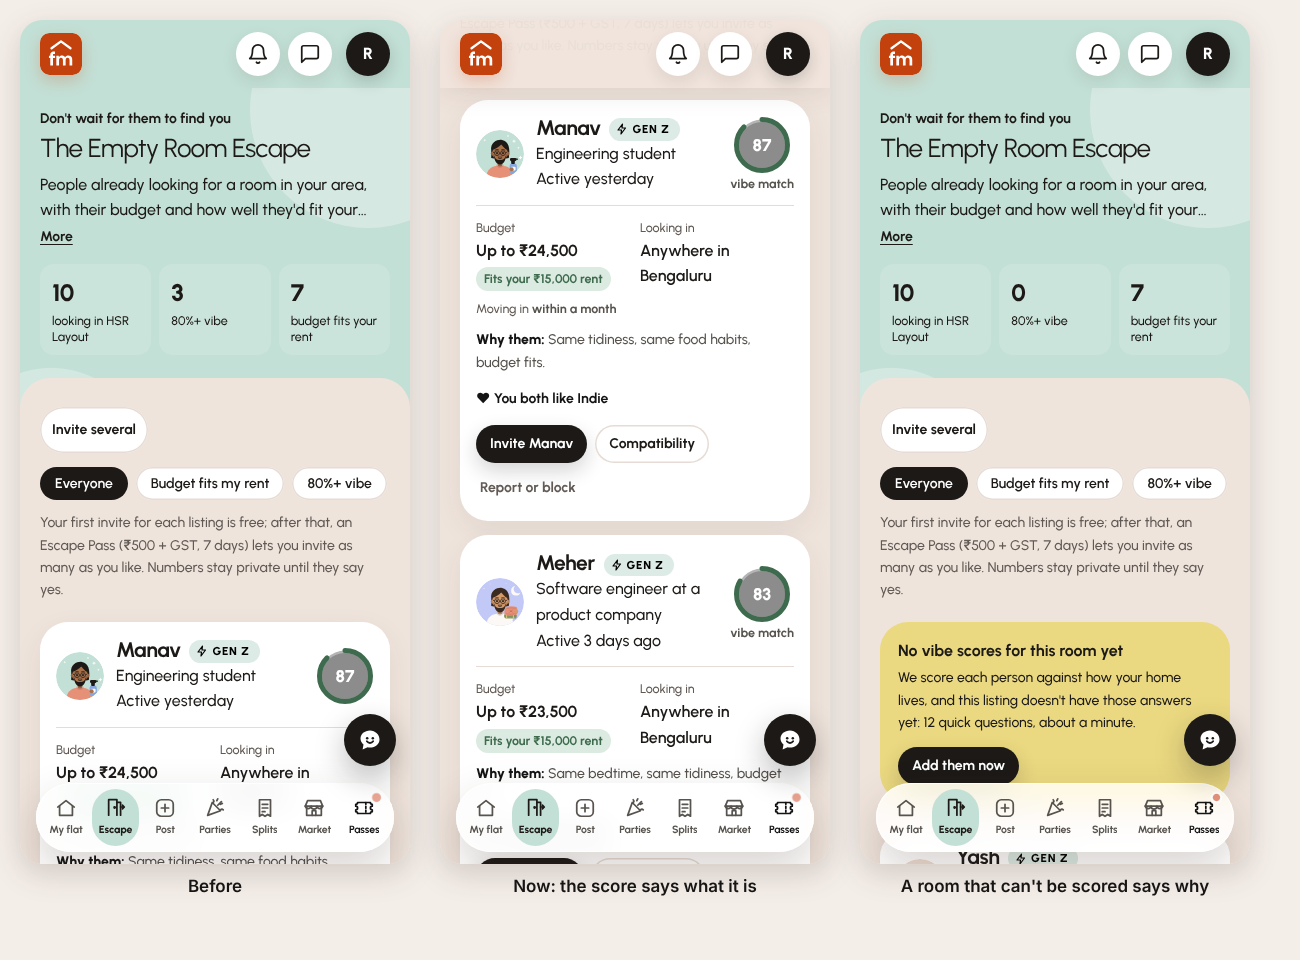 fm
R
Don't wait for them to find you
The Empty Room Escape
People already looking for a room in your area,
with their budget and how well they'd fit your...
More
10
looking in HSR
Layout
3
80%+ vibe
7
budget fits your
rent
Invite several
Everyone
Budget fits my rent
80%+ vibe
Your first invite for each listing is free; after that, an
Escape Pass (₹500 + GST, 7 days) lets you invite as
many as you like. Numbers stay private until they say
yes.
Manav
GEN Z
Engineering student
Active yesterday
87
Budget
Up to ₹24,500
Looking in
Anywhere in
My flat
Escape
Post
Parties
Splits
Market
Passes
Why them: Same tidiness, same food habits,
Before
Escape Pass (₹500 + GST, 7 days) lets you invite as
you like. Numbers stay
fm
R
Manav
GEN Z
Engineering student
Active yesterday
87
vibe match
Budget
Up to ₹24,500
Fits your ₹15,000 rent
Looking in
Anywhere in
Bengaluru
Moving in within a month
Why them: Same tidiness, same food habits,
budget fits.
You both like Indie
Invite Manav
Compatibility
Report or block
Meher
GEN Z
Software engineer at a
product company
Active 3 days ago
83
vibe match
Budget
Up to ₹23,500
Fits your ₹15,000 rent
Looking in
Anywhere in
Bengaluru
Why them: Same bedtime, same tidiness, budget
My flat
Escape
Post
Parties
Splits
Market
Passes
Now: the score says what it is
fm
R
Don't wait for them to find you
The Empty Room Escape
People already looking for a room in your area,
with their budget and how well they'd fit your...
More
10
looking in HSR
Layout
0
80%+ vibe
7
budget fits your
rent
Invite several
Everyone
Budget fits my rent
80%+ vibe
Your first invite for each listing is free; after that, an
Escape Pass (₹500 + GST, 7 days) lets you invite as
many as you like. Numbers stay private until they say
yes.
No vibe scores for this room yet
We score each person against how your home
lives, and this listing doesn't have those answers
yet: 12 quick questions, about a minute.
Add them now
My flat
Escape
Post
Parties
Splits
Market
Passes
Yash
GEN Z
A room that can't be scored says why